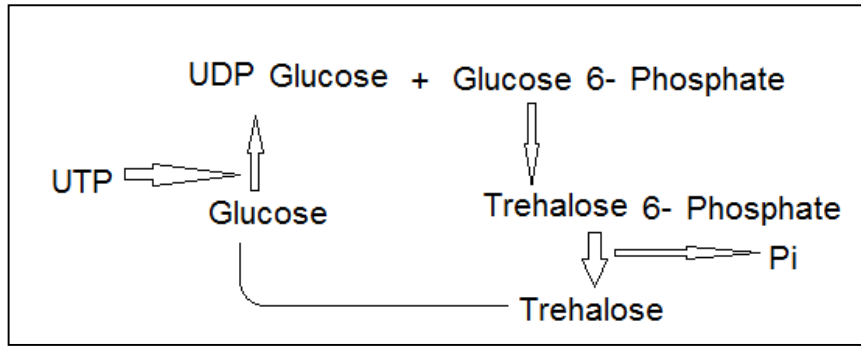 UDP Glucose + Glucose 6- Phosphate
UTP
Glucose
Trehalose 6- Phosphate
Pi
Trehalose